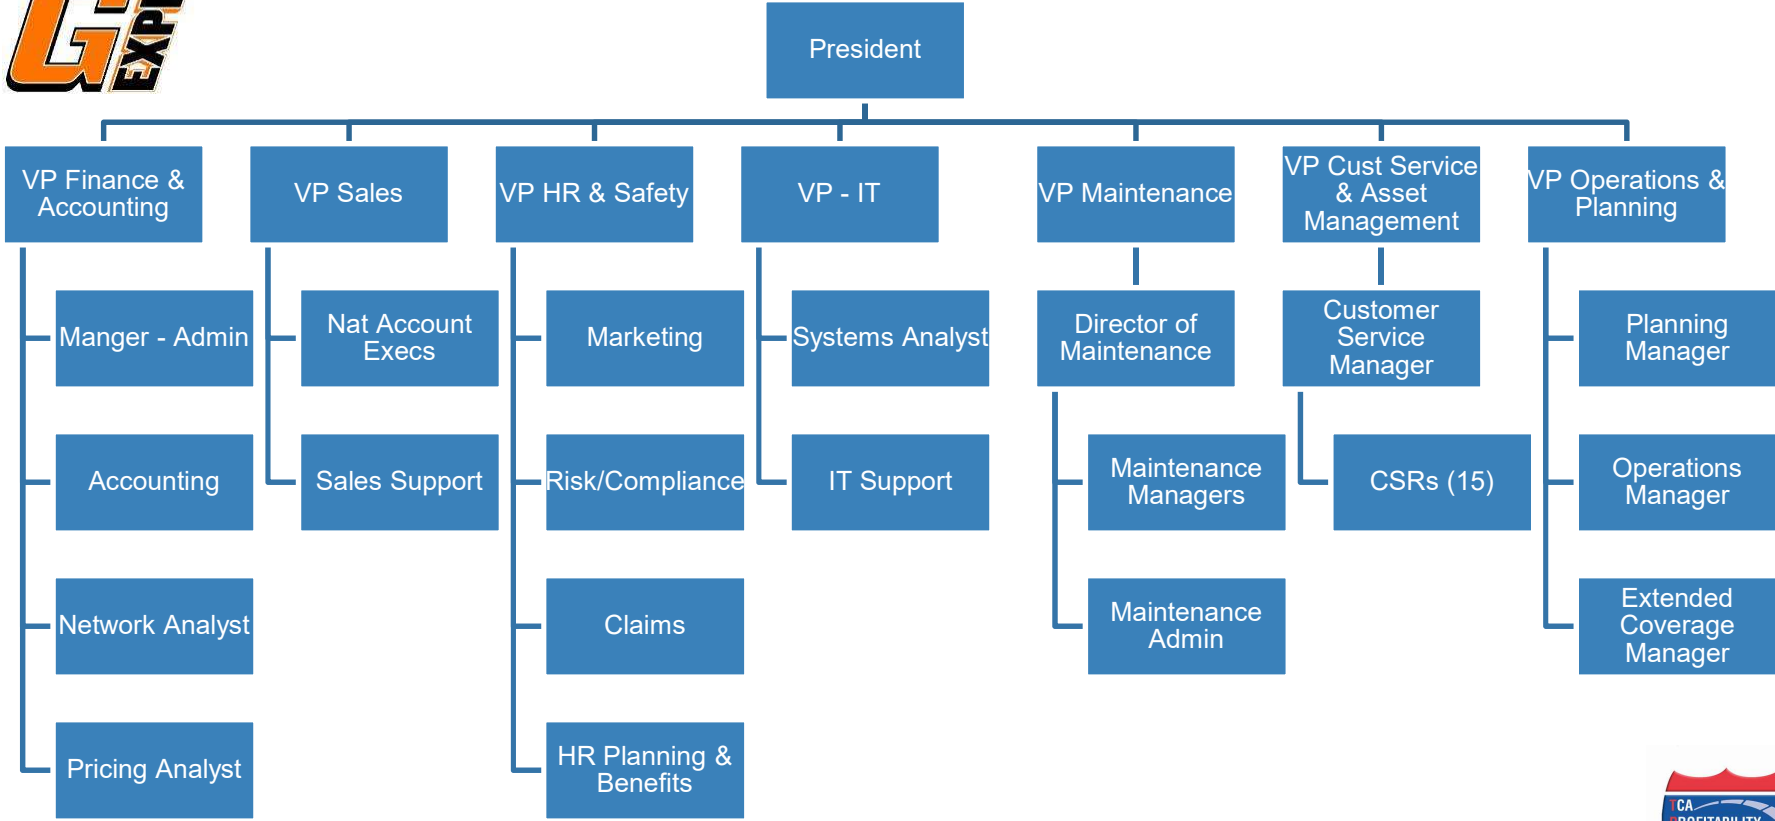 President
VP Finance &
Accounting
VP Sales
VP HR & Safety
VP - IT
VP Maintenance
VP Cust Service
& Asset
Management
VP Operations &
Planning
Manger - Admin
Nat Account
Execs
Marketing
Systems Analyst
Director of
Maintenance
Customer
Service
Manager
Planning
Manager
Accounting
Sales Support
Risk/Compliance
IT Support
Maintenance
Managers
CSRs (15)
Operations
Manager
Network Analyst
Claims
Maintenance
Admin
Extended
Coverage
Manager
Pricing Analyst
HR Planning &
Benefits
TCA